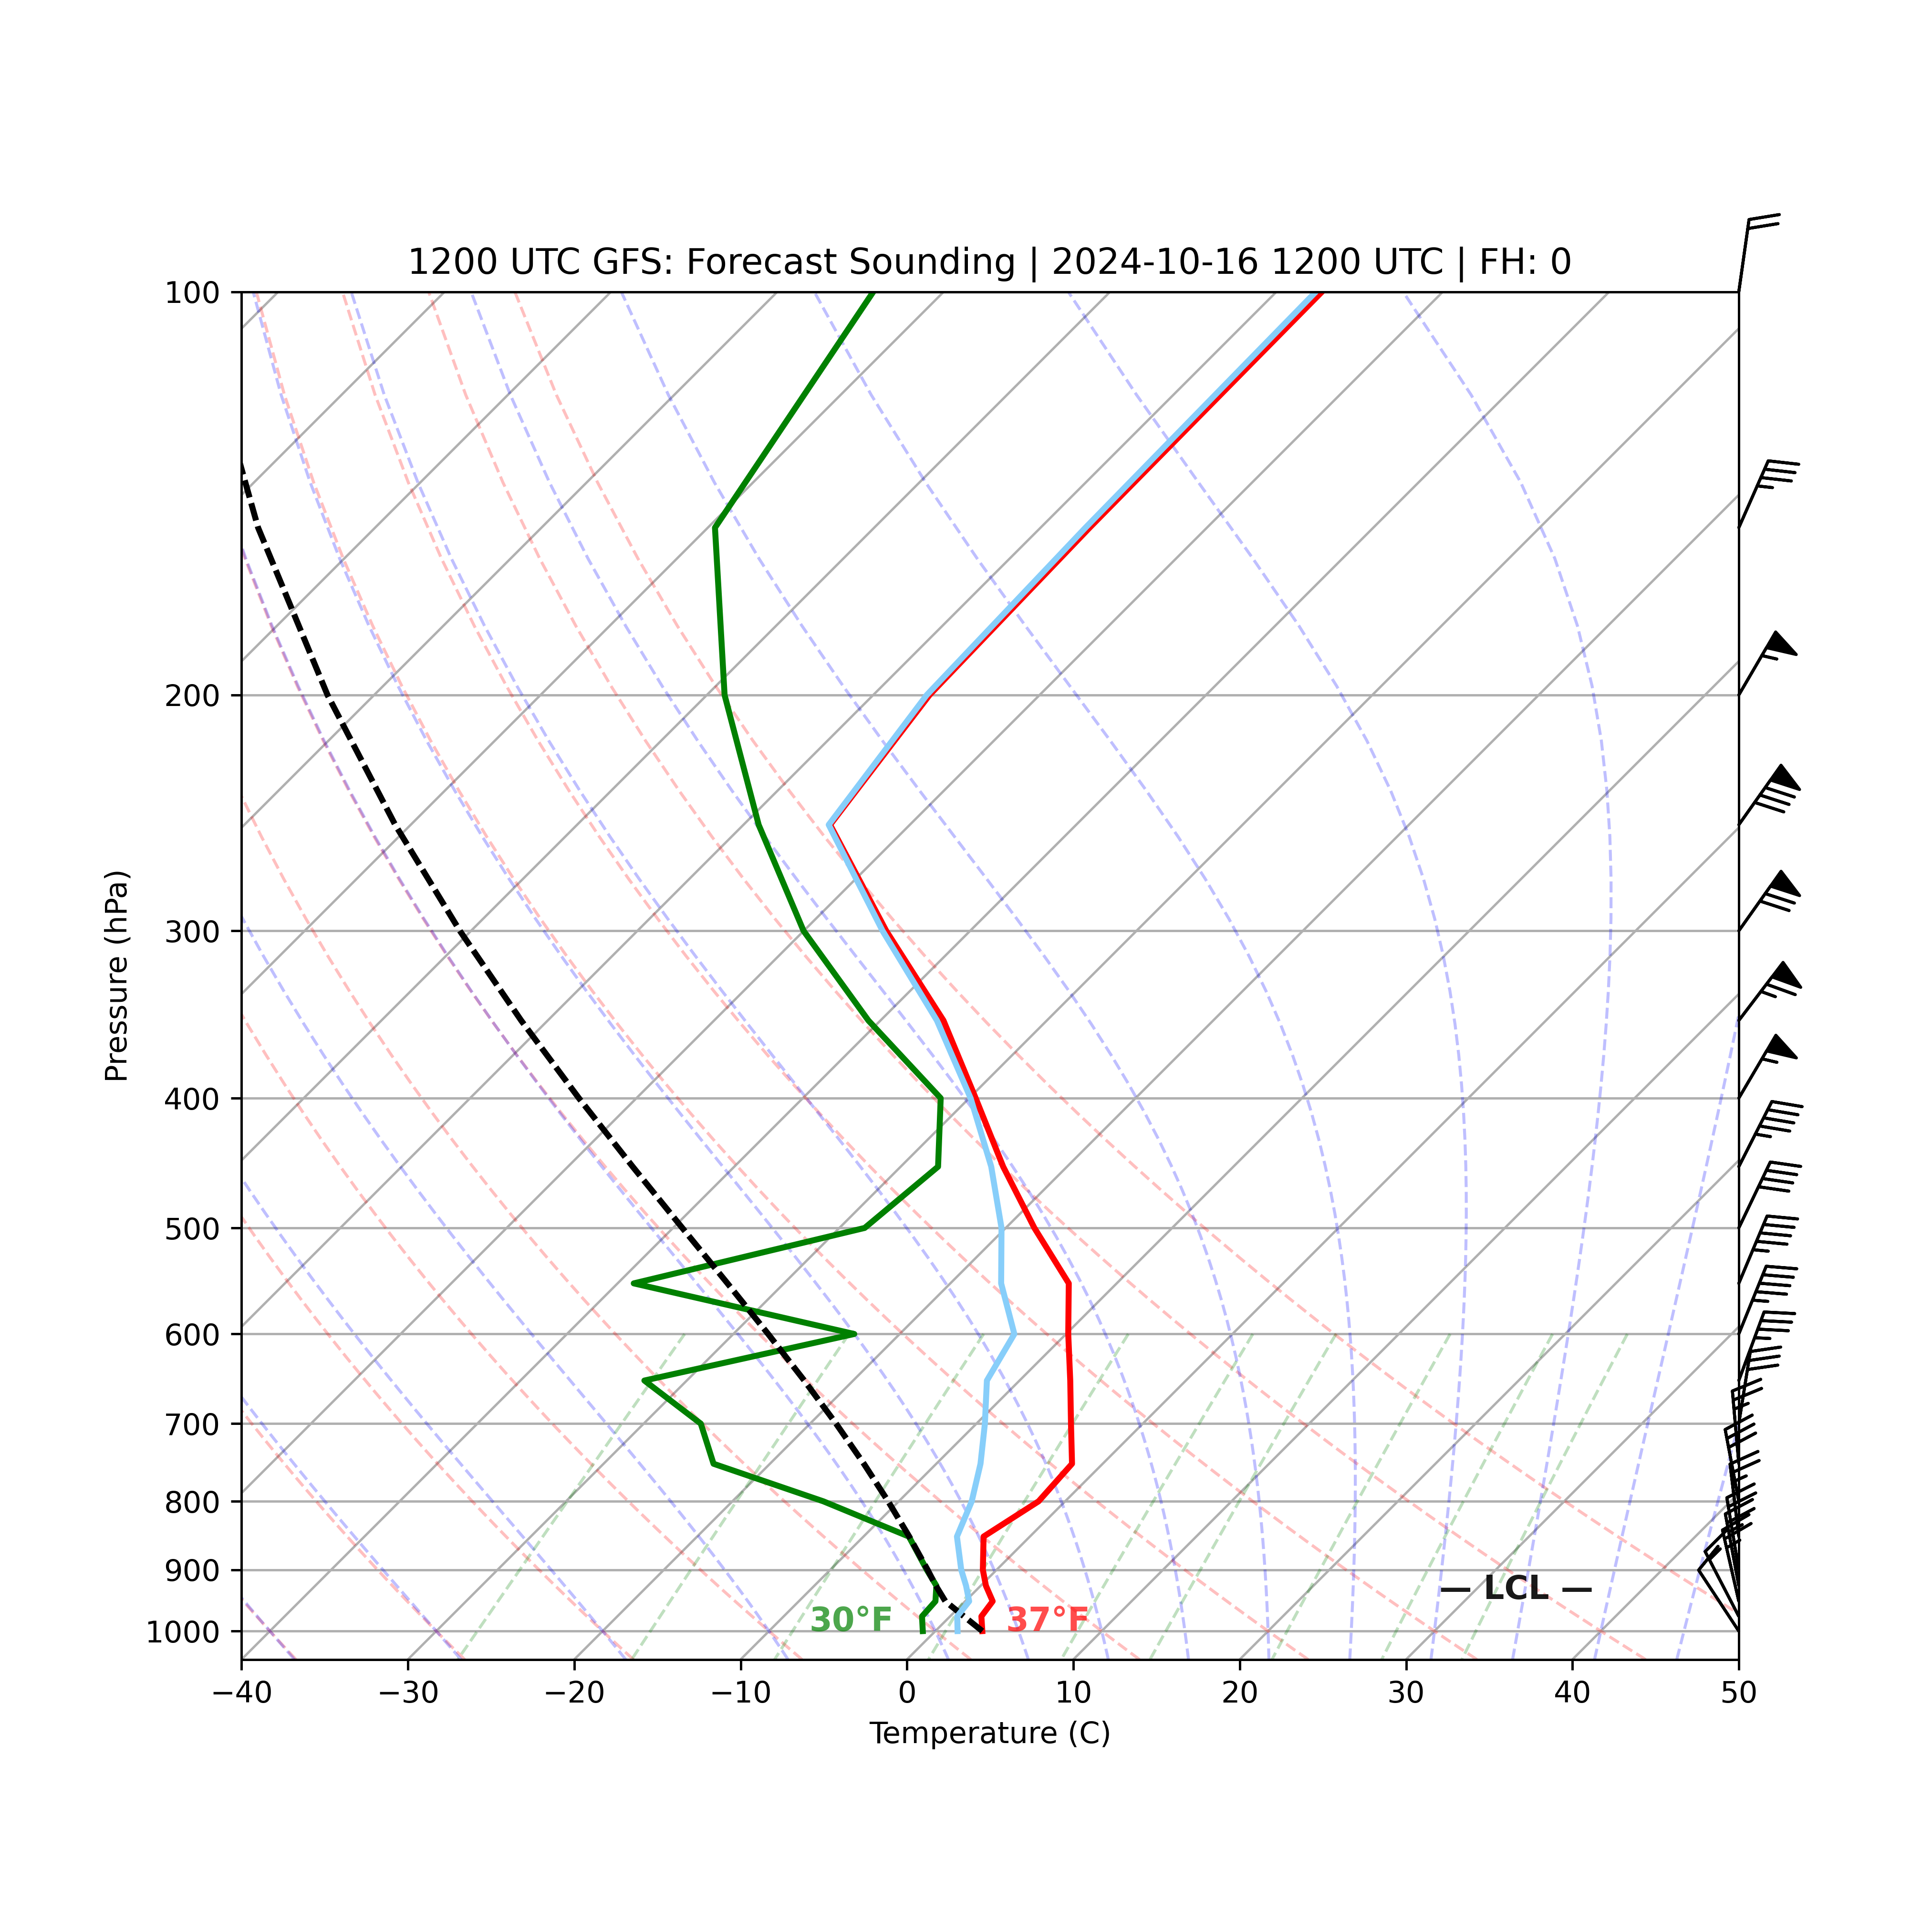 1200 UTC GFS: Forecast Sounding | 2024-10-16 1200 UTC | FH: 0
100
200
300
400
500
600
700
800
900
1000
Pressure (hPa)
— LCL —
30°F
37°F
−40 −30 −20 −10 0 10 20 30 40 50
Temperature (C)